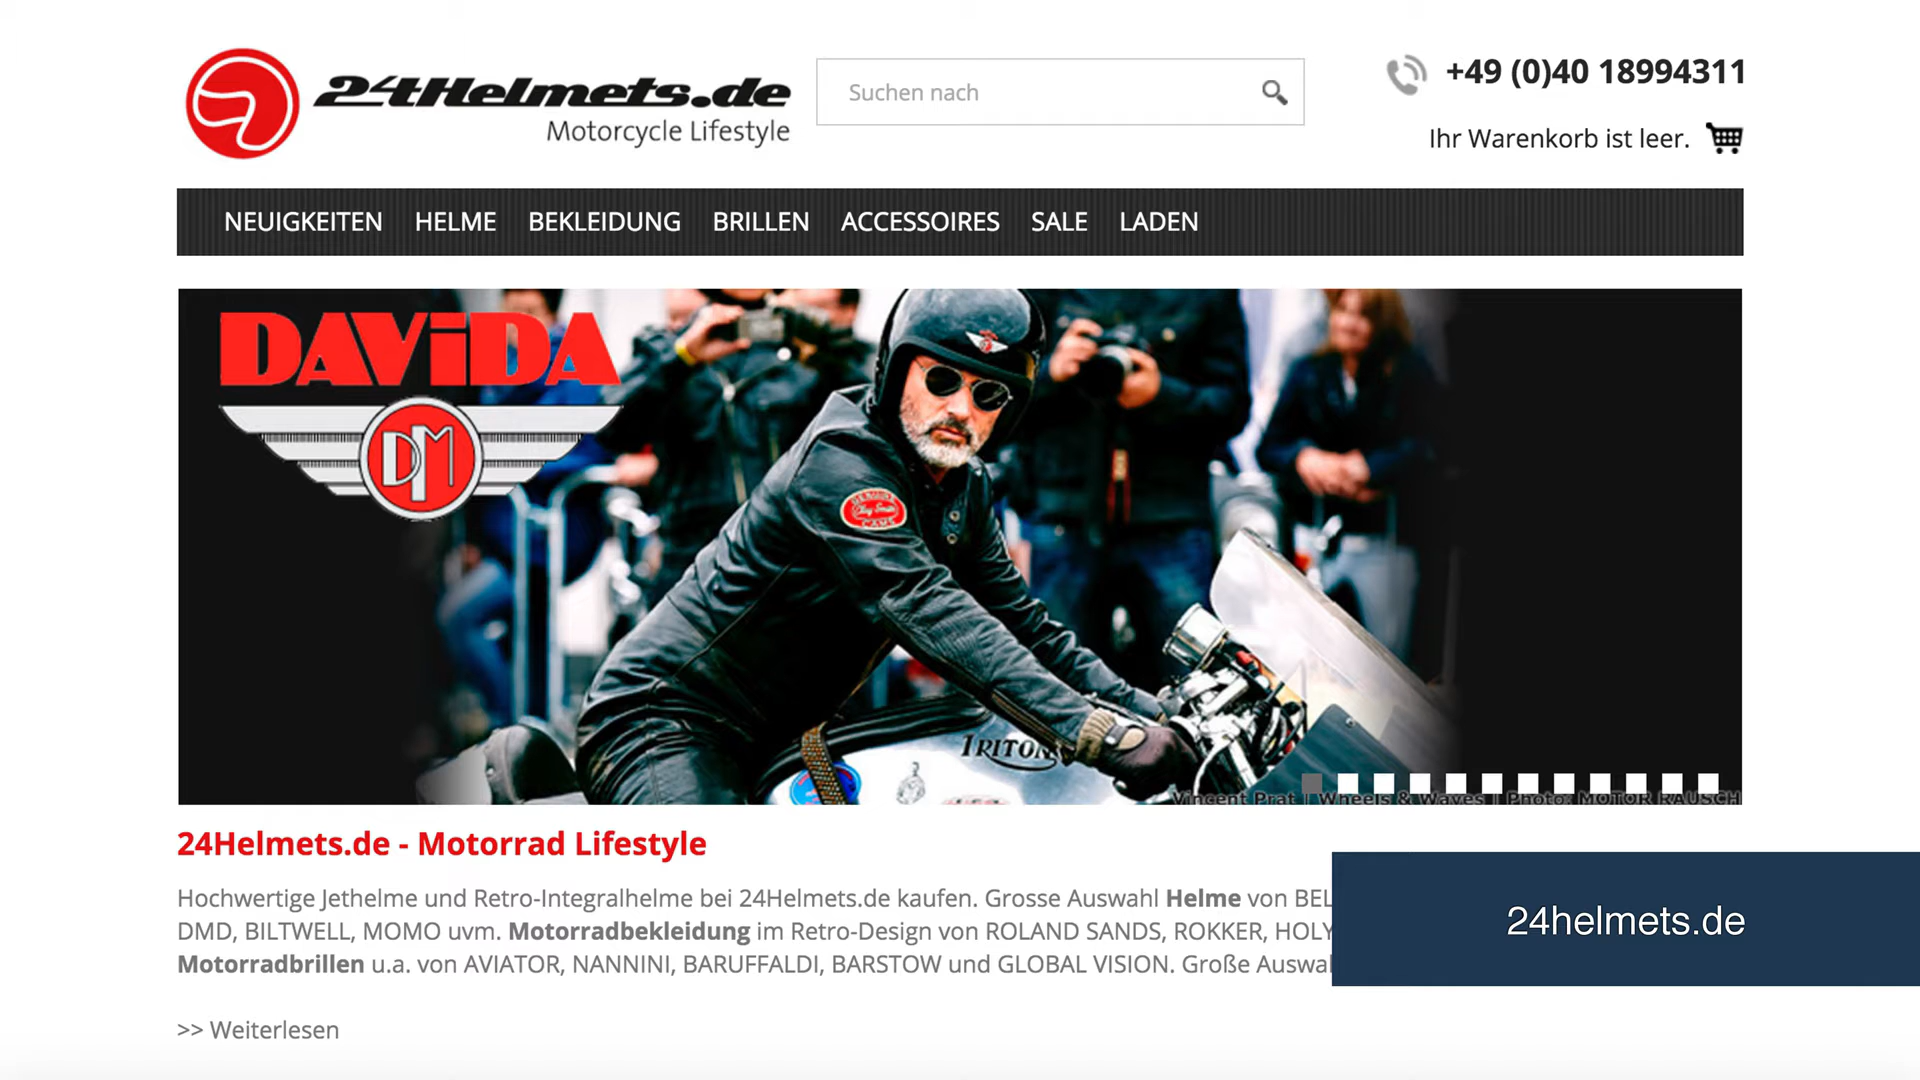 24Helmets.de
Motorcycle Lifestyle
Suchen nach
+49 (0)40 18994311
Ihr Warenkorb ist leer.
NEUIGKEITEN HELME BEKLEIDUNG BRILLEN ACCESSOIRES SALE LADEN
DAViDA
DM
GENUINE
Clay Smith
CAMS
TRITON
Vincent Prat | Wheels & Waves | Photo: MOTOR RAUSCH
24Helmets.de - Motorrad Lifestyle
Hochwertige Jethelme und Retro-Integralhelme bei 24Helmets.de kaufen. Grosse Auswahl Helme von BEL
DMD, BILTWELL, MOMO uvm. Motorradbekleidung im Retro-Design von ROLAND SANDS, ROKKER, HOLY
Motorradbrillen u.a. von AVIATOR, NANNINI, BARUFFALDI, BARSTOW und GLOBAL VISION. Große Auswal
24helmets.de
>> Weiterlesen